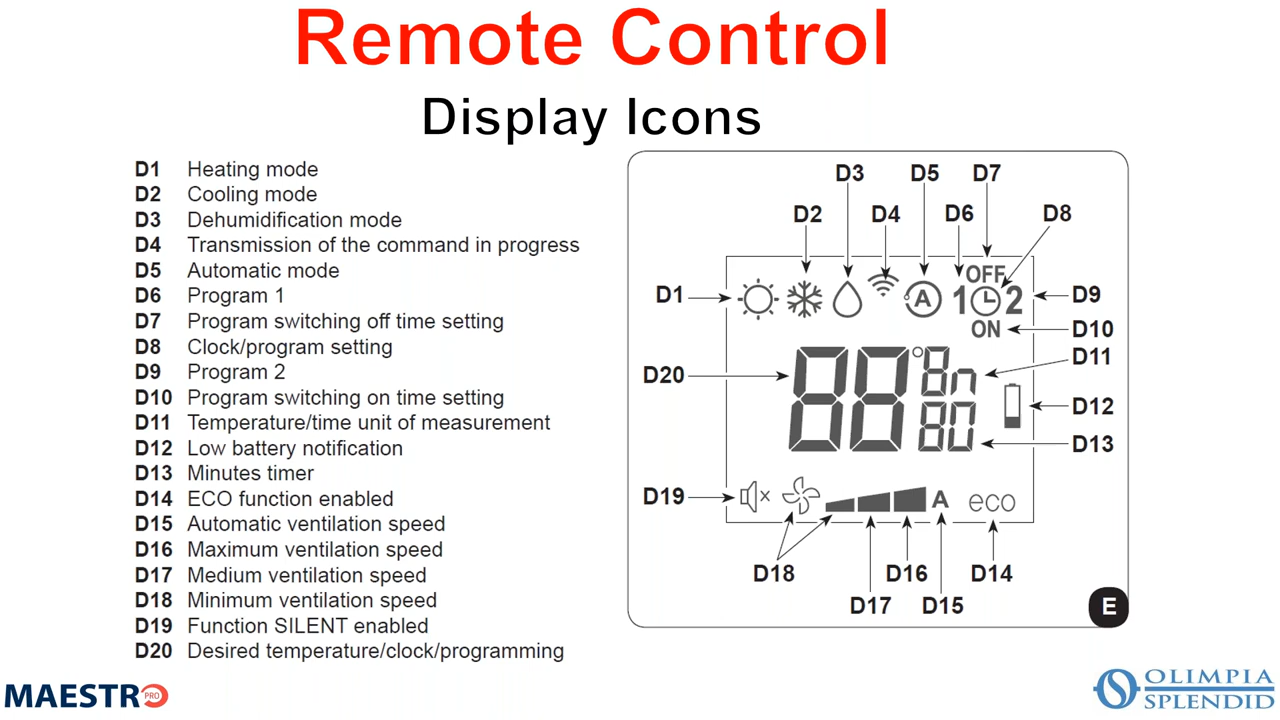 Remote Control
Display Icons
D1 Heating mode
D2 Cooling mode
D3 Dehumidification mode
D4 Transmission of the command in progress
D5 Automatic mode
D6 Program 1
D7 Program switching off time setting
D8 Clock/program setting
D9 Program 2
D10 Program switching on time setting
D11 Temperature/time unit of measurement
D12 Low battery notification
D13 Minutes timer
D14 ECO function enabled
D15 Automatic ventilation speed
D16 Maximum ventilation speed
D17 Medium ventilation speed
D18 Minimum ventilation speed
D19 Function SILENT enabled
D20 Desired temperature/clock/programming
D3 D5 D7
D2 D4 D6 D8
OFF
D1 A 1 2 D9
ON D10
D11
D20 88 °8n
D12
80 D13
D19 A eco
D18 D16 D14
D17 D15
E
MAESTRO PRO
OLIMPIA
SPLENDID